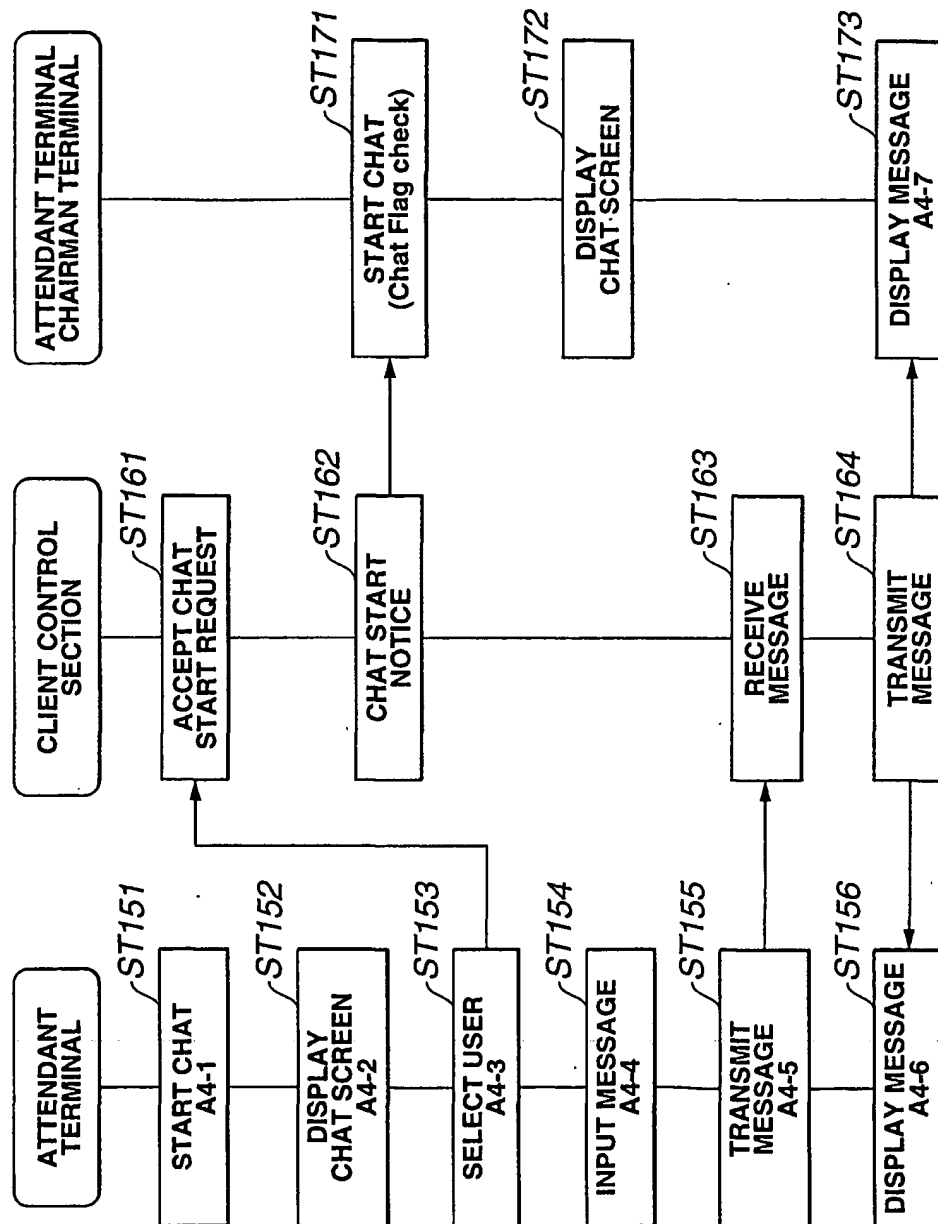 ATTENDANT
TERMINAL
ST151
START CHAT
A4-1
ST152
DISPLAY
CHAT SCREEN
A4-2
ST153
SELECT USER
A4-3
ST154
INPUT MESSAGE
A4-4
ST155
TRANSMIT
MESSAGE
A4-5
ST156
DISPLAY MESSAGE
A4-6
CLIENT CONTROL
SECTION
ST161
ACCEPT CHAT
START REQUEST
ST162
CHAT START
NOTICE
ST163
RECEIVE
MESSAGE
ST164
TRANSMIT
MESSAGE
ATTENDANT TERMINAL
CHAIRMAN TERMINAL
ST171
START CHAT
(Chat Flag check)
ST172
DISPLAY
CHAT SCREEN
ST173
DISPLAY MESSAGE
A4-7